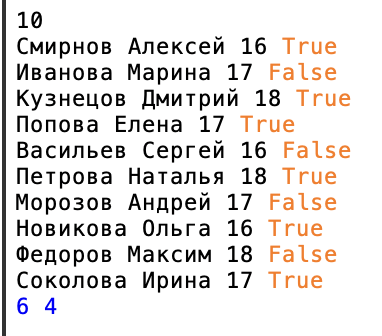 10
Смирнов Алексей 16 True
Иванова Марина 17 False
Кузнецов Дмитрий 18 True
Попова Елена 17 True
Васильев Сергей 16 False
Петрова Наталья 18 True
Морозов Андрей 17 False
Новикова Ольга 16 True
Федоров Максим 18 False
Соколова Ирина 17 True
6 4